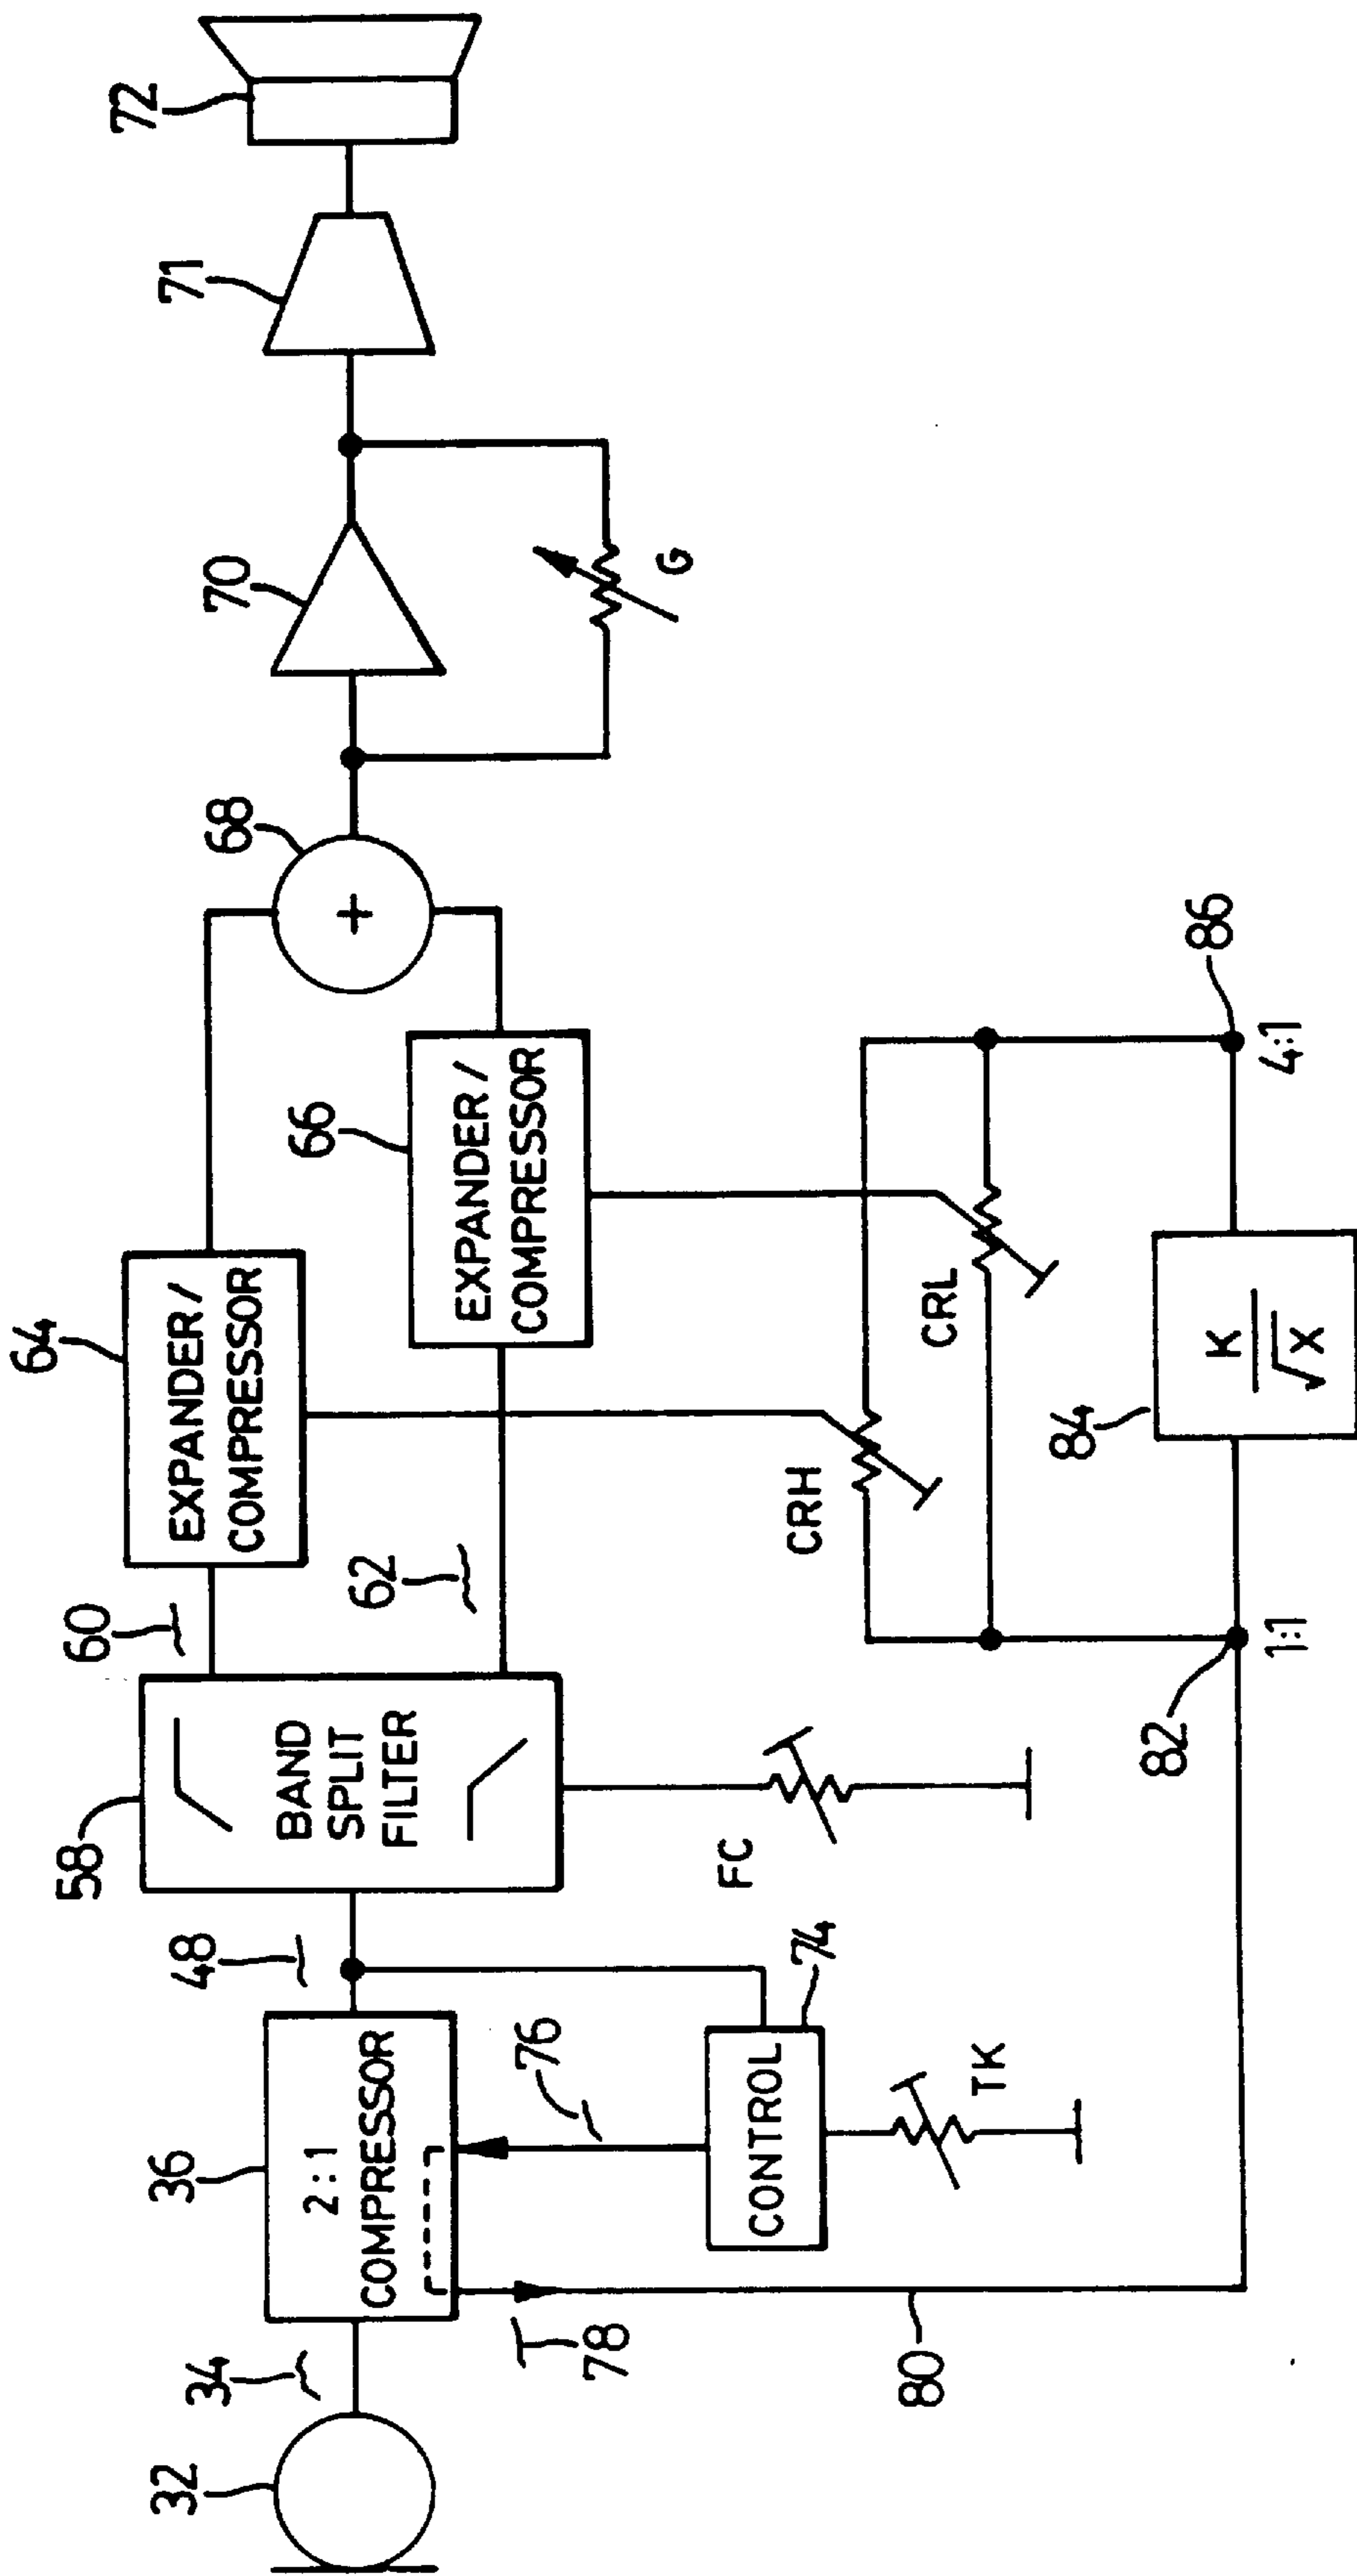 32
34
36
2:1
COMPRESSOR
48
58
BAND
SPLIT
FILTER
60
62
64
EXPANDER/
COMPRESSOR
66
EXPANDER/
COMPRESSOR
68
+
70
G
71
72
78
76
CONTROL
74
TK
FC
CRH
CRL
80
82
1:1
84
K
√X
86
4:1